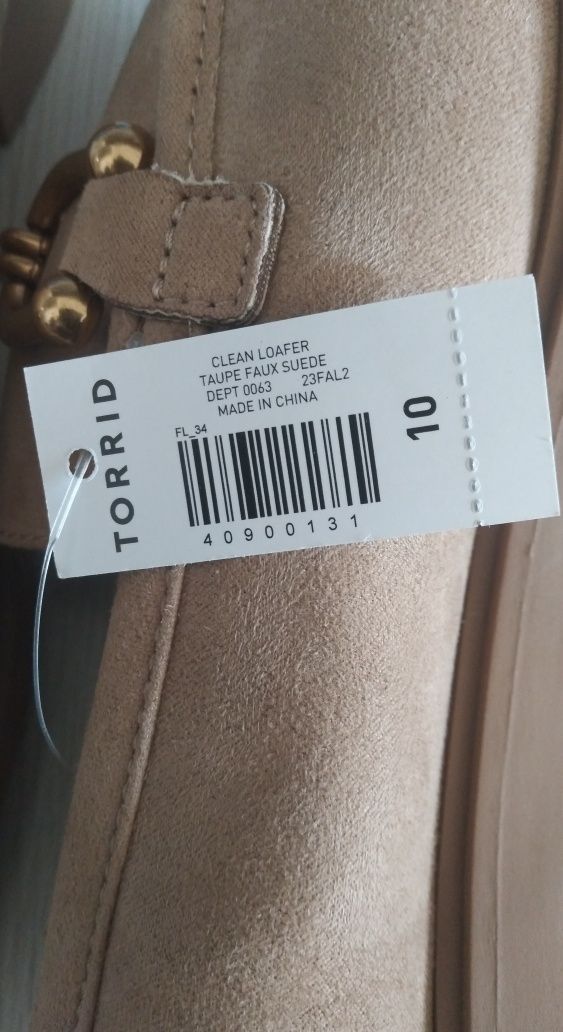 TORRID
CLEAN LOAFER
TAUPE FAUX SUEDE
DEPT 0063 23FAL2
MADE IN CHINA
FL_34
40900131
10